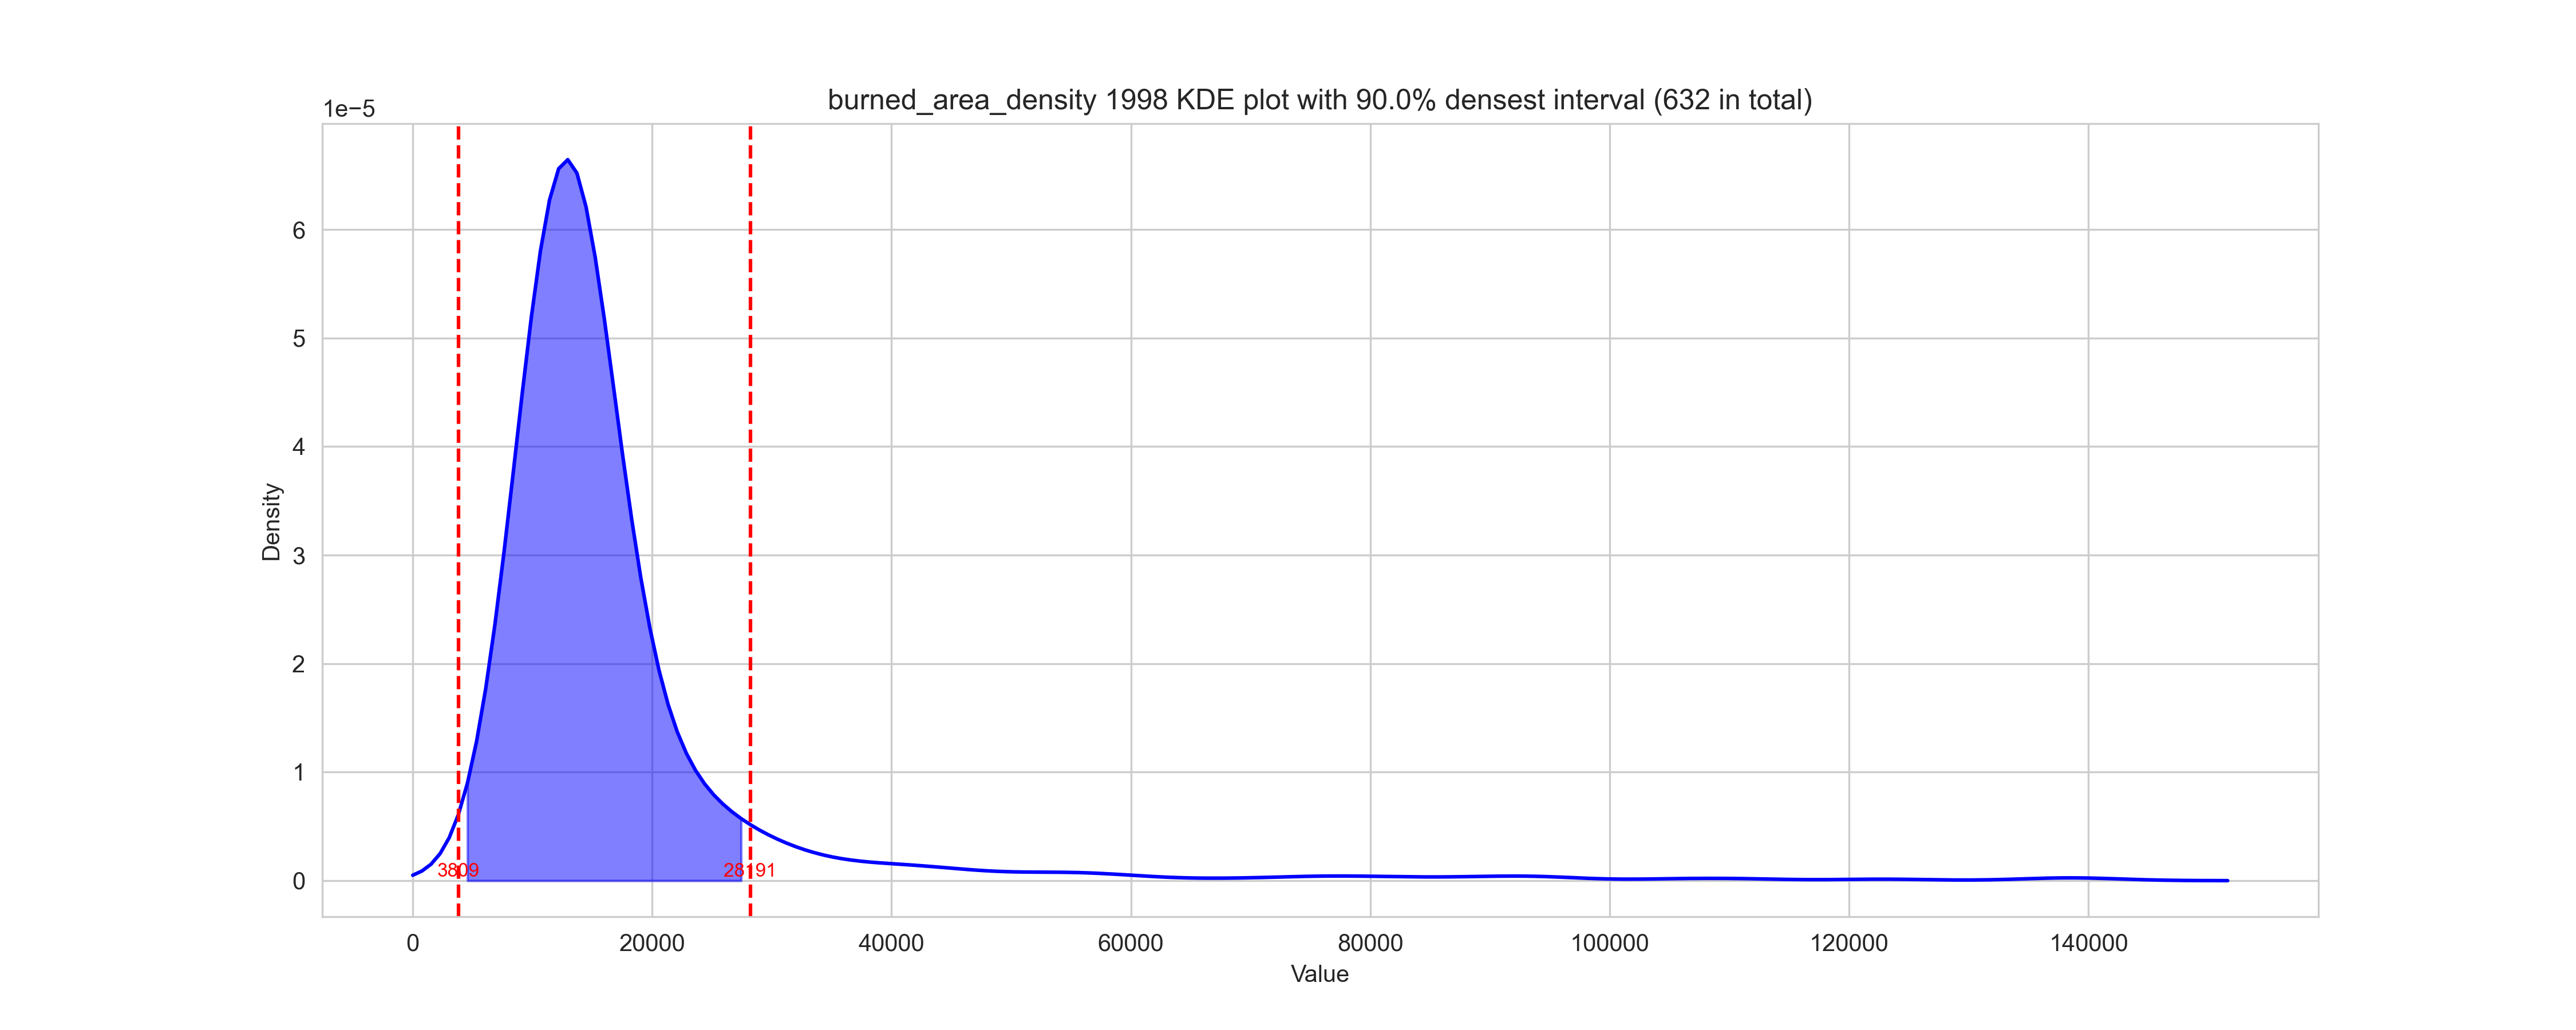 burned_area_density 1998 KDE plot with 90.0% densest interval (632 in total)
1e−5
6
5
4
3
2
1
0
Density
3809
28191
0 20000 40000 60000 80000 100000 120000 140000
Value